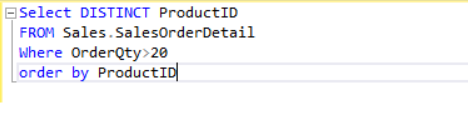 Select DISTINCT ProductID
FROM Sales.SalesOrderDetail
Where OrderQty>20
order by ProductID